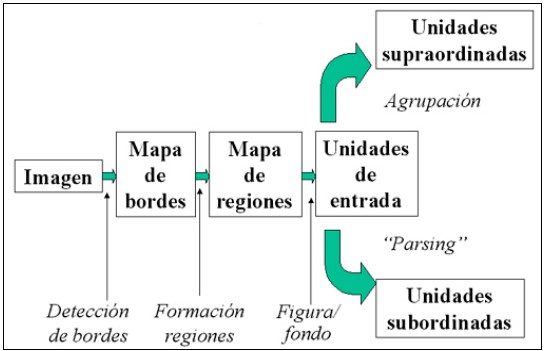 Unidades
supraordinadas
Agrupación
Imagen
Mapa
de
bordes
Mapa
de
regiones
Unidades
de
entrada
“Parsing”
Detección
de bordes
Formación
regiones
Figura/
fondo
Unidades
subordinadas